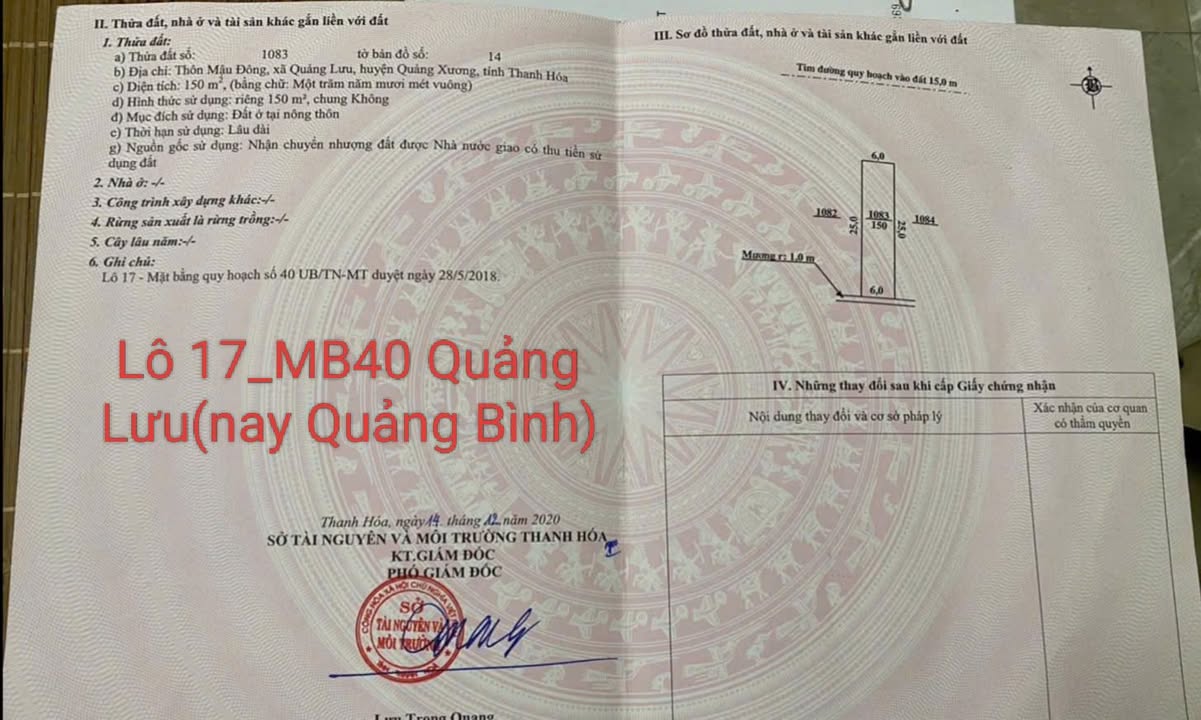 II. Thửa đất, nhà ở và tài sản khác gắn liền với đất
1. Thửa đất:
a) Thửa đất số: 1083 tờ bản đồ số: 14
b) Địa chỉ: Thôn Mậu Đông, xã Quảng Lưu, huyện Quảng Xương, tỉnh Thanh Hóa
c) Diện tích: 150 m², (bằng chữ: Một trăm năm mươi mét vuông)
d) Hình thức sử dụng: riêng 150 m², chung Không
đ) Mục đích sử dụng: Đất ở tại nông thôn
e) Thời hạn sử dụng: Lâu dài
g) Nguồn gốc sử dụng: Nhận chuyển nhượng đất được Nhà nước giao có thu tiền sử
dụng đất
2. Nhà ở: -/-
3. Công trình xây dựng khác:-/-
4. Rừng sản xuất là rừng trồng:-/-
5. Cây lâu năm:-/-
6. Ghi chú:
Lô 17 - Mặt bằng quy hoạch số 40 UB/TN-MT duyệt ngày 28/5/2018.
Lô 17_MB40 Quảng
Lưu(nay Quảng Bình)
Thanh Hóa, ngày 14 tháng 12 năm 2020
SỞ TÀI NGUYÊN VÀ MÔI TRƯỜNG THANH HÓA
KT.GIÁM ĐỐC
PHÓ GIÁM ĐỐC
SỞ
TÀI NGUYÊN VÀ
MÔI TRƯỜNG
Lưu Trọng Quang
III. Sơ đồ thửa đất, nhà ở và tài sản khác gắn liền với đất
Tim đường quy hoạch vào đất 15,0 m
6,0
1082
25,0
1083
150
25,0
1084
Mương r: 1,0 m
6,0
IV. Những thay đổi sau khi cấp Giấy chứng nhận
Nội dung thay đổi và cơ sở pháp lý
Xác nhận của cơ quan
có thẩm quyền